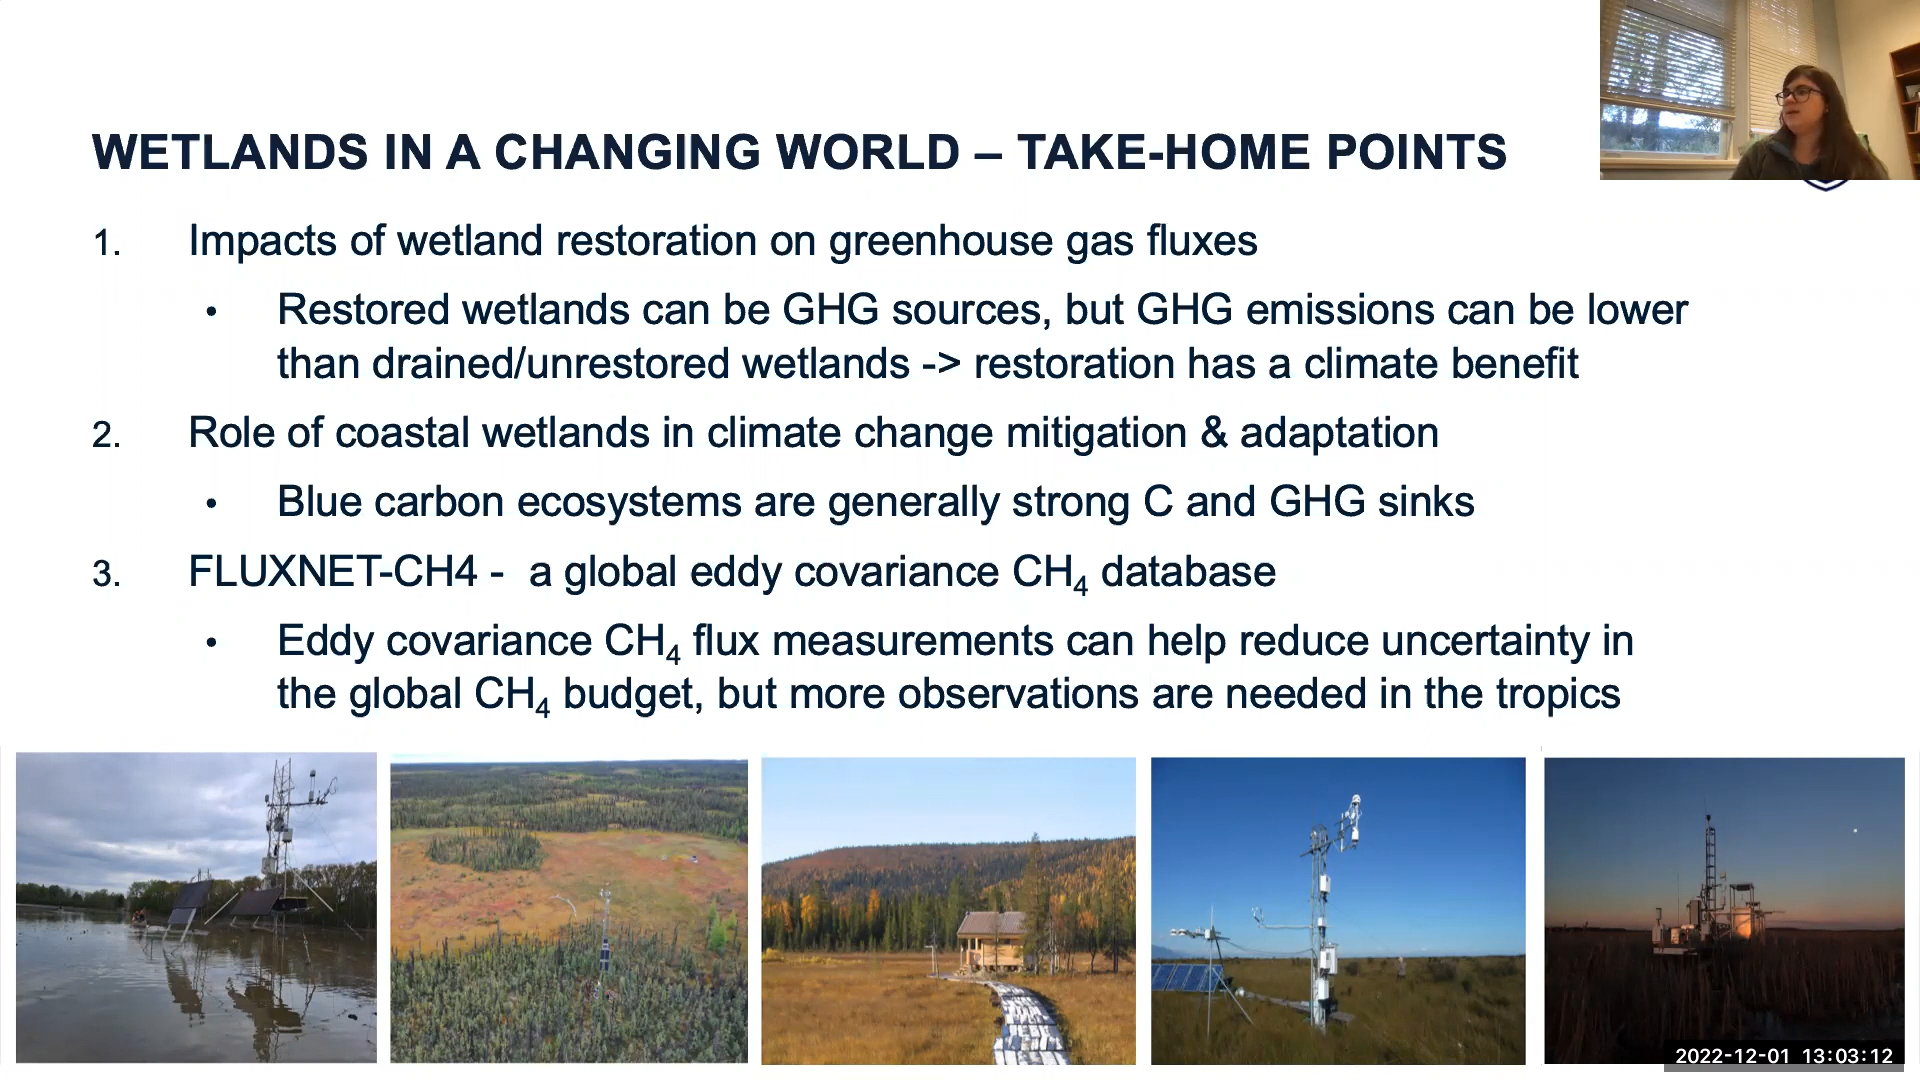 WETLANDS IN A CHANGING WORLD – TAKE-HOME POINTS
1. Impacts of wetland restoration on greenhouse gas fluxes
• Restored wetlands can be GHG sources, but GHG emissions can be lower
than drained/unrestored wetlands -> restoration has a climate benefit
2. Role of coastal wetlands in climate change mitigation & adaptation
• Blue carbon ecosystems are generally strong C and GHG sinks
3. FLUXNET-CH4 - a global eddy covariance CH₄ database
• Eddy covariance CH₄ flux measurements can help reduce uncertainty in
the global CH₄ budget, but more observations are needed in the tropics
2022-12-01 13:03:12